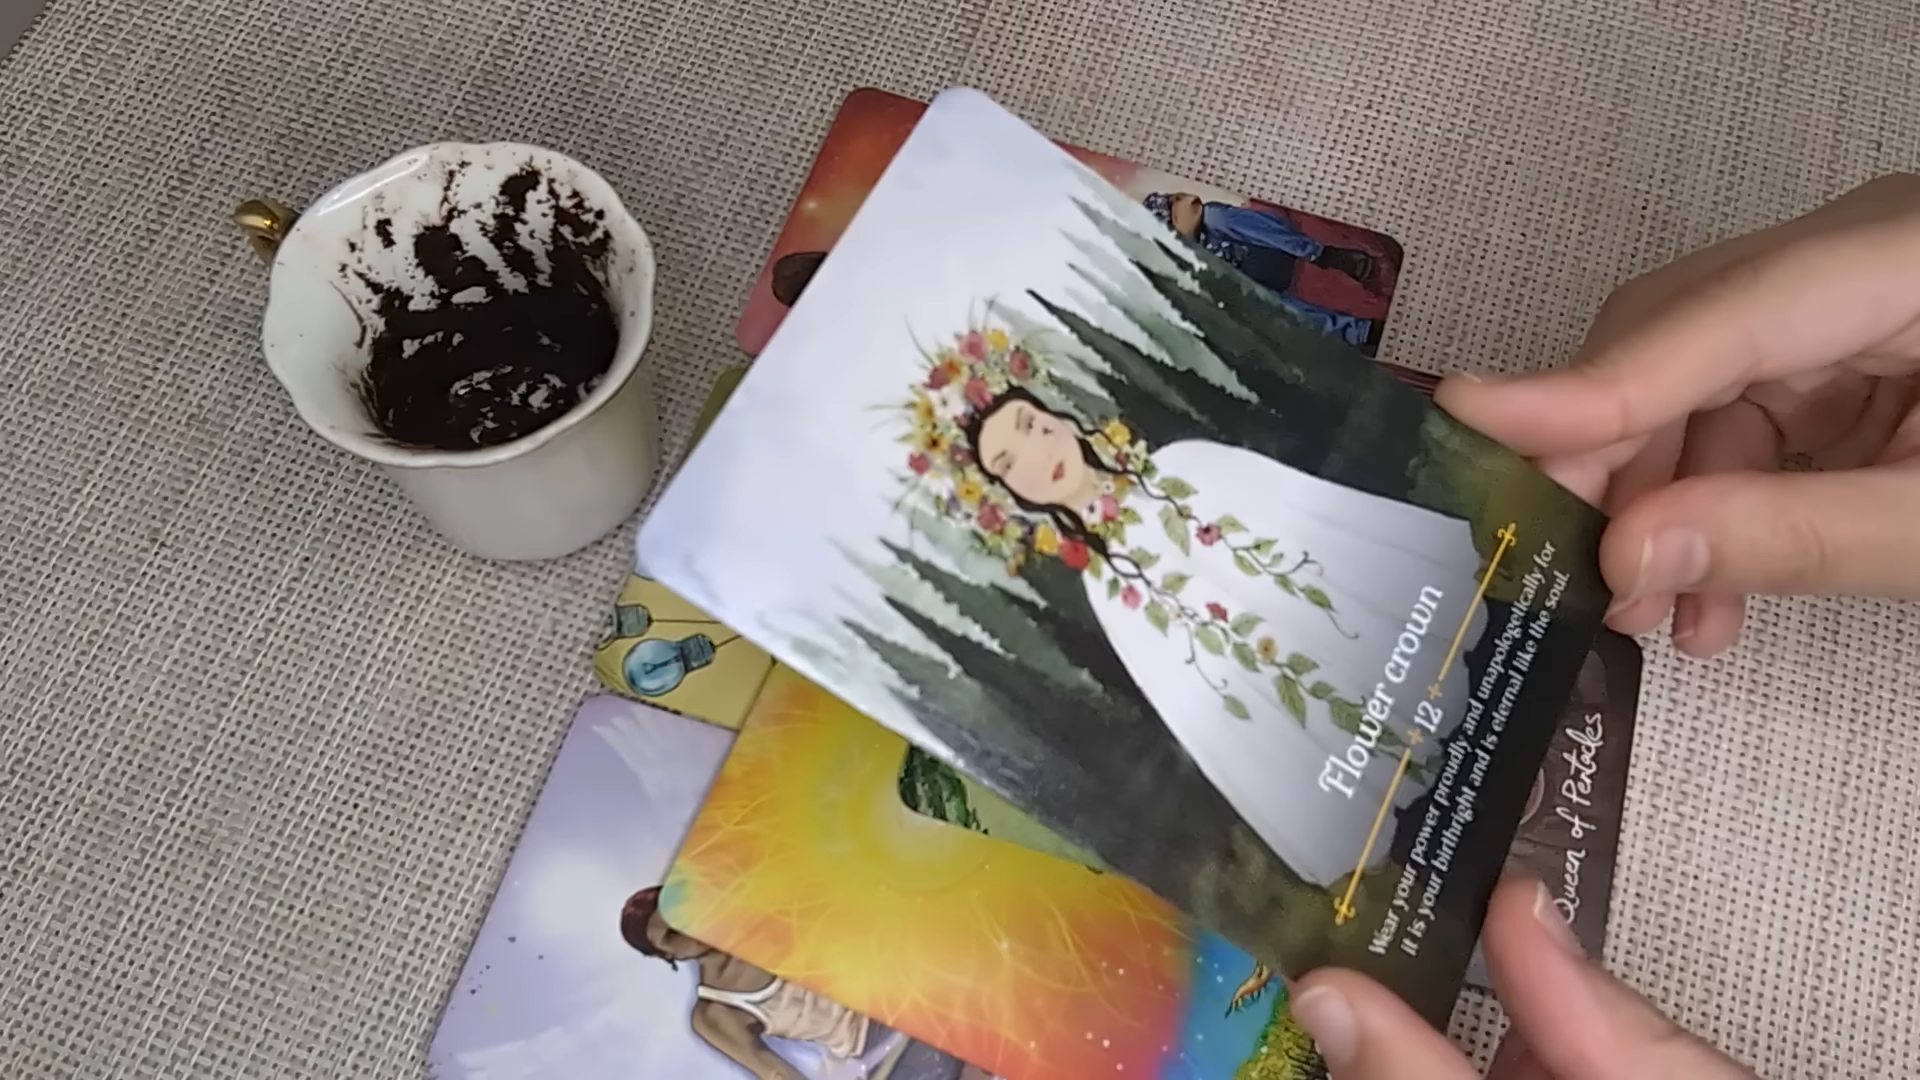 Flower crown
12
Wear your power proudly and unapologetically for
it is your birthright and is eternal like the soul.
Queen of Pentacles